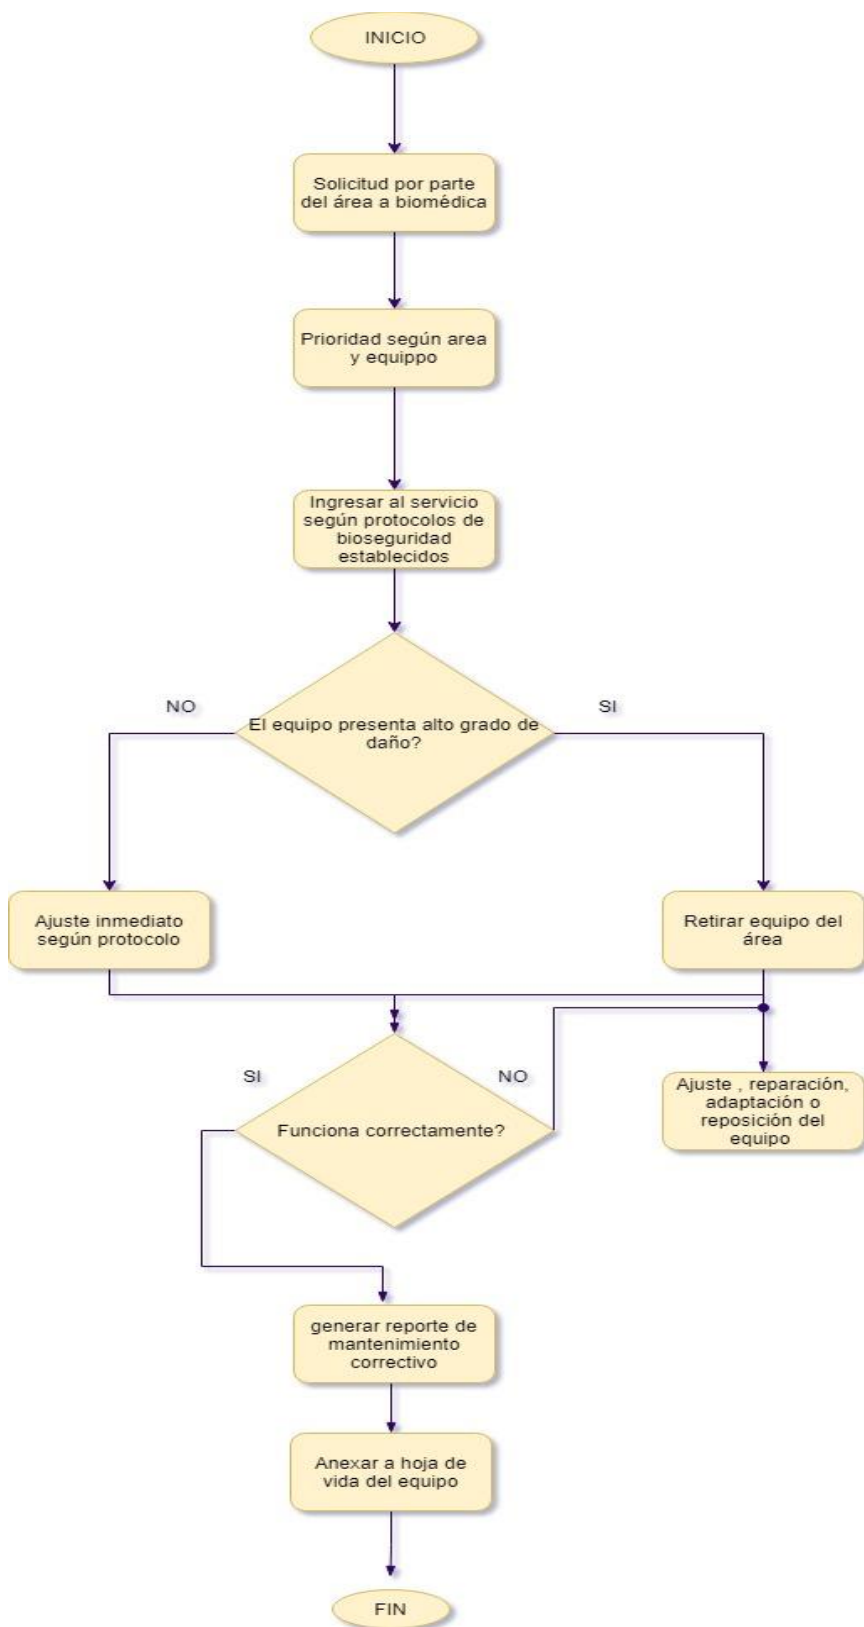 INICIO
Solicitud por parte
del área a biomédica
Prioridad según area
y equippo
Ingresar al servicio
según protocolos de
bioseguridad
establecidos
NO
SI
El equipo presenta alto grado de
daño?
Ajuste inmediato
según protocolo
Retirar equipo del
área
SI
NO
Funciona correctamente?
Ajuste , reparación,
adaptación o
reposición del
equipo
generar reporte de
mantenimiento
correctivo
Anexar a hoja de
vida del equipo
FIN